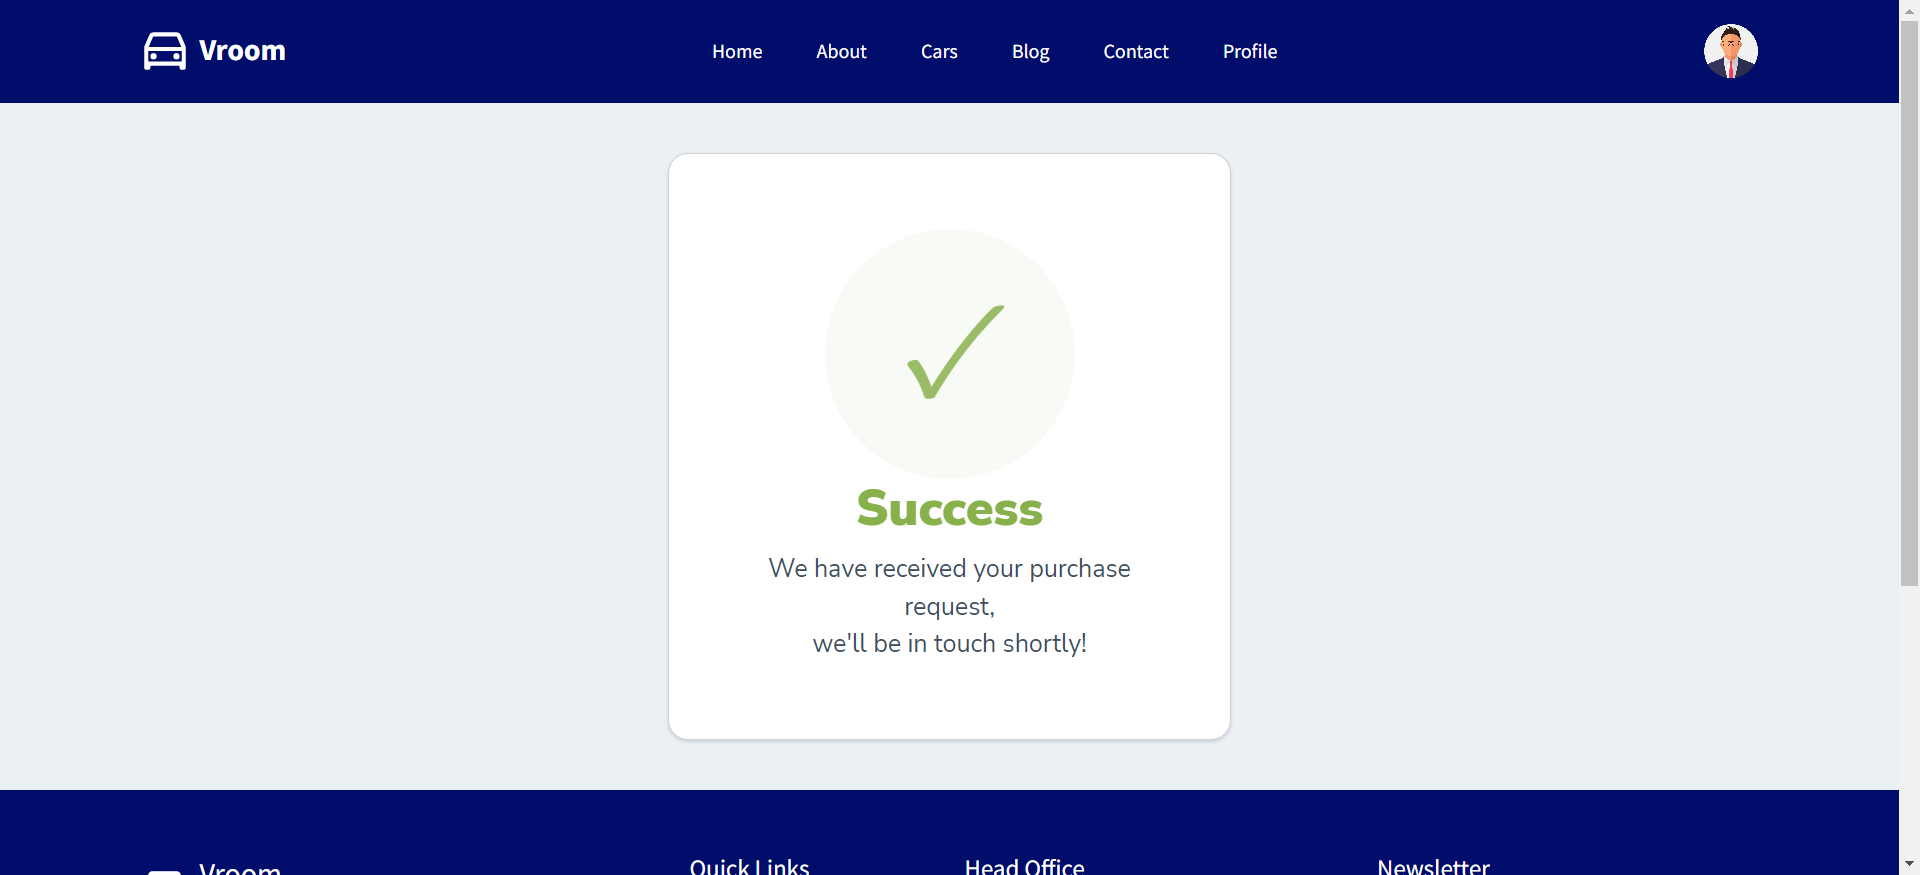 Vroom
Home About Cars Blog Contact Profile
✓
Success
We have received your purchase
request,
we'll be in touch shortly!
Vroom
Quick Links Head Office Newsletter